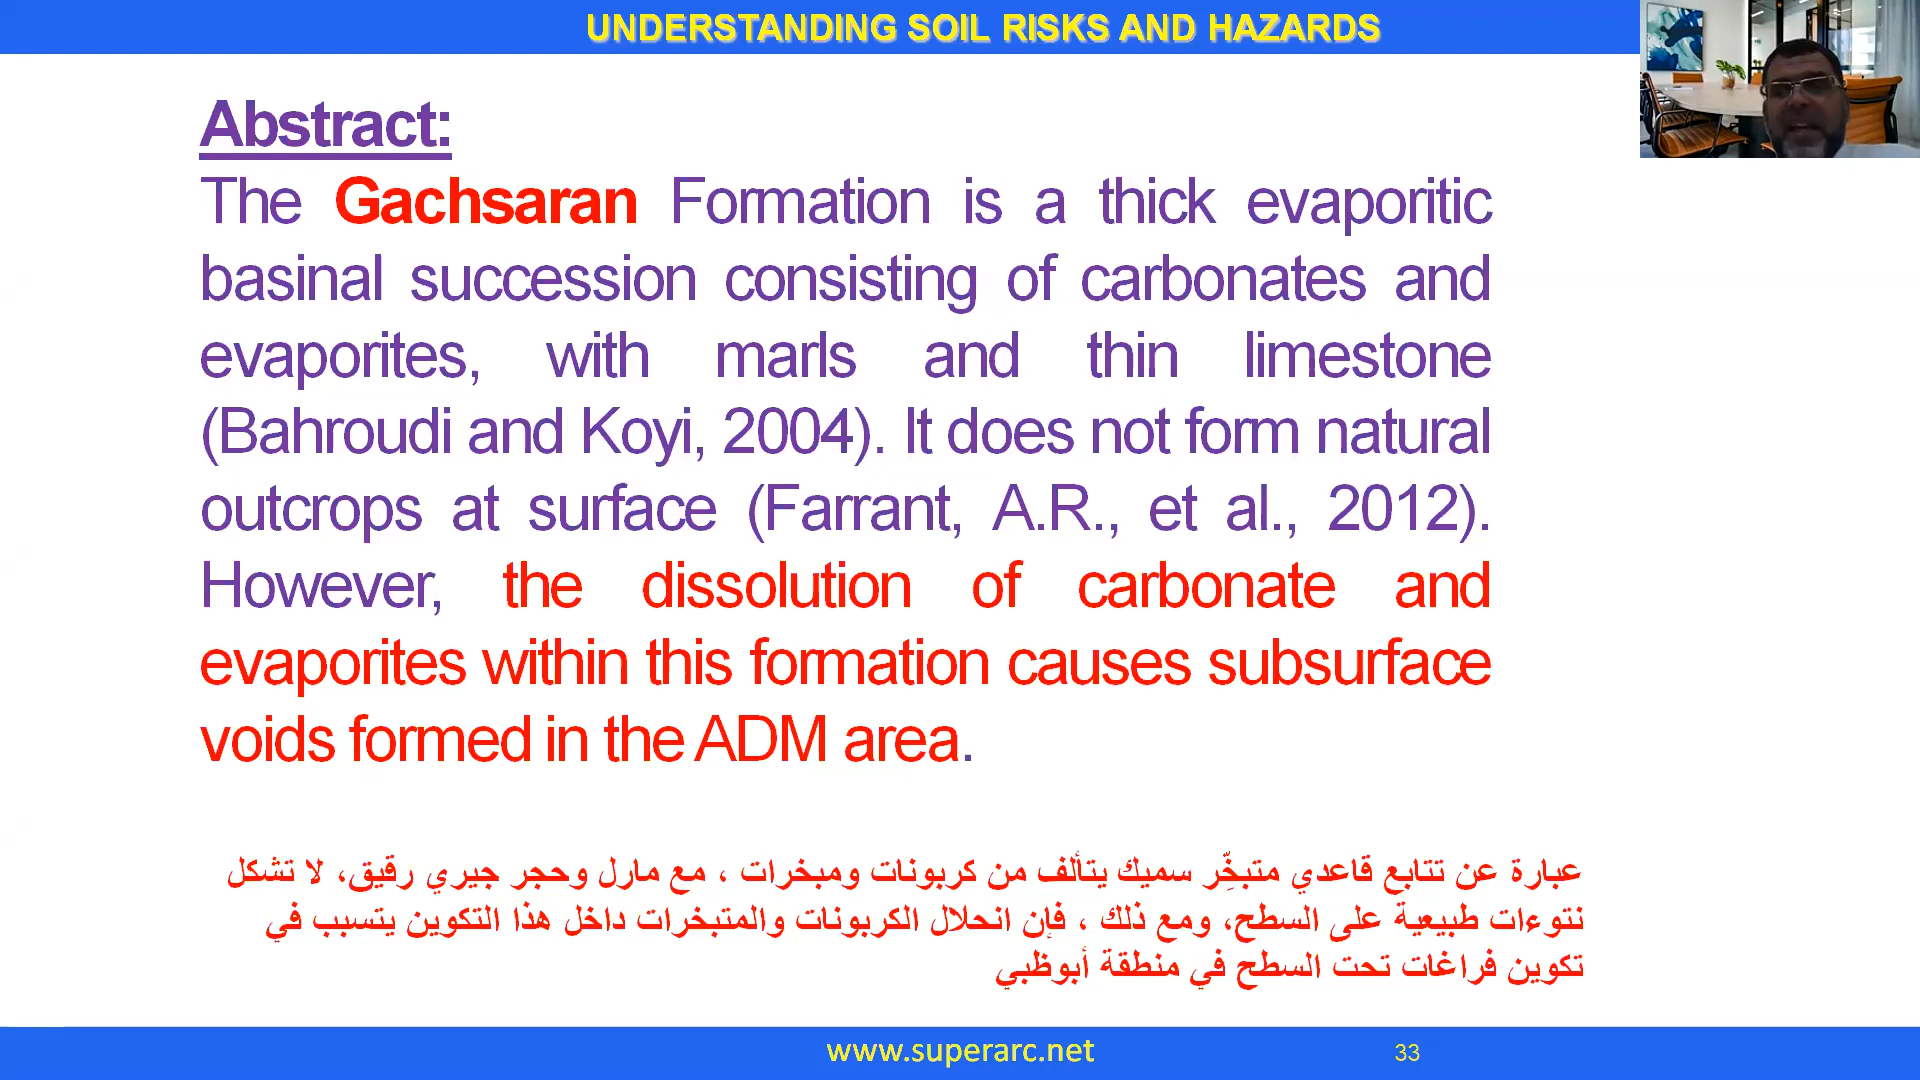 UNDERSTANDING SOIL RISKS AND HAZARDS
Abstract:
The Gachsaran Formation is a thick evaporitic
basinal succession consisting of carbonates and
evaporites, with marls and thin limestone
(Bahroudi and Koyi, 2004). It does not form natural
outcrops at surface (Farrant, A.R., et al., 2012).
However, the dissolution of carbonate and
evaporites within this formation causes subsurface
voids formed in the ADM area.
عبارة عن تتابع قاعدي متبخِّر سميك يتألف من كربونات ومبخرات ، مع مارل وحجر جيري رقيق، لا تشكل
نتوءات طبيعية على السطح، ومع ذلك ، فإن انحلال الكربونات والمتبخرات داخل هذا التكوين يتسبب في
تكوين فراغات تحت السطح في منطقة أبوظبي
www.superarc.net
33